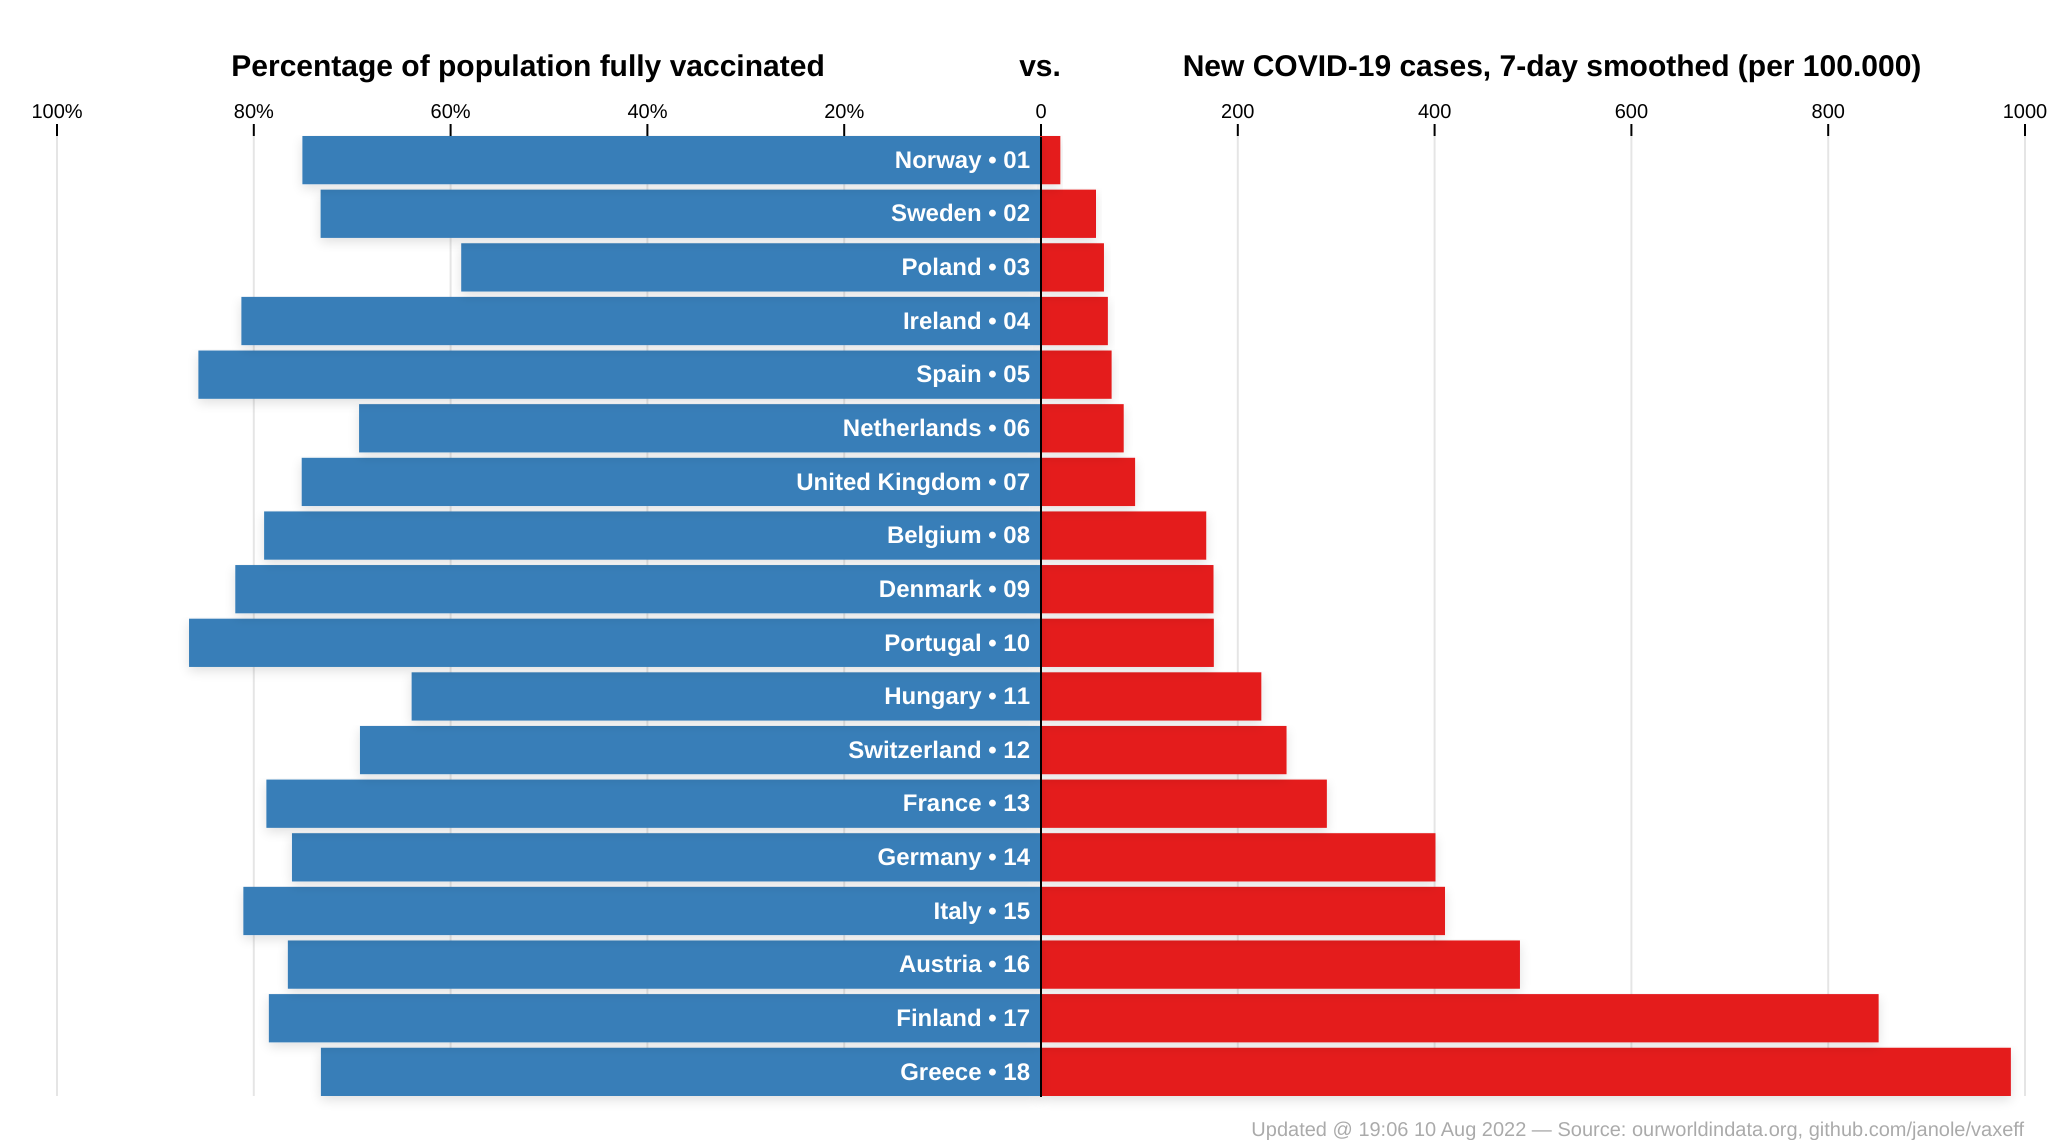 Percentage of population fully vaccinated vs. New COVID-19 cases, 7-day smoothed (per 100.000)
100% 80% 60% 40% 20% 0 200 400 600 800 1000
Norway • 01
Sweden • 02
Poland • 03
Ireland • 04
Spain • 05
Netherlands • 06
United Kingdom • 07
Belgium • 08
Denmark • 09
Portugal • 10
Hungary • 11
Switzerland • 12
France • 13
Germany • 14
Italy • 15
Austria • 16
Finland • 17
Greece • 18
Updated @ 19:06 10 Aug 2022 — Source: ourworldindata.org, github.com/janole/vaxeff